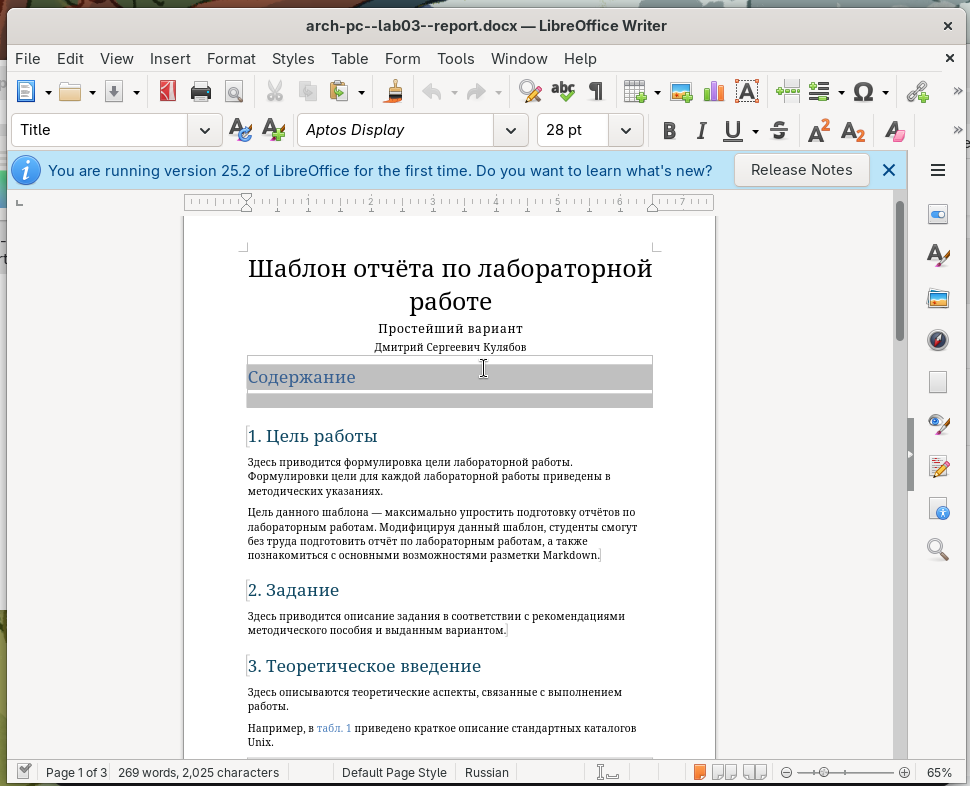 arch-pc--lab03--report.docx — LibreOffice Writer
File Edit View Insert Format Styles Table Form Tools Window Help
Title Aptos Display 28 pt
You are running version 25.2 of LibreOffice for the first time. Do you want to learn what's new? Release Notes
1 2 3 4 5 6 7
Шаблон отчёта по лабораторной
работе
Простейший вариант
Дмитрий Сергеевич Кулябов
Содержание
1. Цель работы
Здесь приводится формулировка цели лабораторной работы.
Формулировки цели для каждой лабораторной работы приведены в
методических указаниях.
Цель данного шаблона — максимально упростить подготовку отчётов по
лабораторным работам. Модифицируя данный шаблон, студенты смогут
без труда подготовить отчёт по лабораторным работам, а также
познакомиться с основными возможностями разметки Markdown.
2. Задание
Здесь приводится описание задания в соответствии с рекомендациями
методического пособия и выданным вариантом.
3. Теоретическое введение
Здесь описываются теоретические аспекты, связанные с выполнением
работы.
Например, в табл. 1 приведено краткое описание стандартных каталогов
Unix.
Page 1 of 3 269 words, 2,025 characters Default Page Style Russian 65%